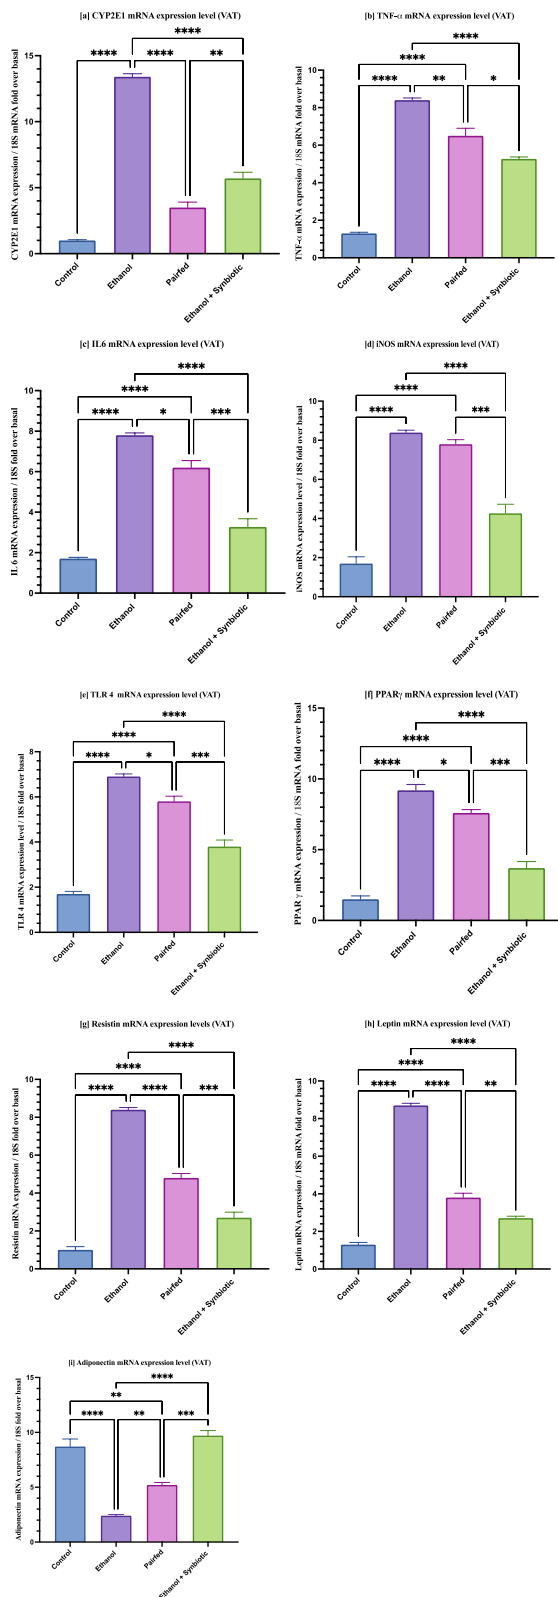 [a] CYP2E1 mRNA expression level (VAT)
CYP2E1 mRNA expression / 18S mRNA fold over basal
15
10
5
0
****
**** **** **
Control
Ethanol
Pairfed
Ethanol + Synbiotic
[b] TNF-α mRNA expression level (VAT)
TNF-α mRNA expression / 18S mRNA fold over basal
10
8
6
4
2
0
****
****
**** ** *
Control
Ethanol
Pairfed
Ethanol + Synbiotic
[c] IL6 mRNA expression level (VAT)
IL 6 mRNA expression / 18S fold over basal
10
8
6
4
2
0
****
****
**** * ***
Control
Ethanol
Pairfed
Ethanol + Synbiotic
[d] iNOS mRNA expression level (VAT)
iNOS mRNA expression level / 18S fold over basal
10
8
6
4
2
0
****
****
**** ***
Control
Ethanol
Pairfed
Ethanol + Synbiotic
[e] TLR 4 mRNA expression level (VAT)
TLR 4 mRNA expression level / 18S fold over basal
8
6
4
2
0
****
****
**** * ***
Control
Ethanol
Pairfed
Ethanol + Synbiotic
[f] PPARγ mRNA expression level (VAT)
PPAR γ mRNA expression / 18S mRNA fold over basal
15
10
5
0
****
****
**** * ***
Control
Ethanol
Pairfed
Ethanol + Synbiotic
[g] Resistin mRNA expression levels (VAT)
Resistin mRNA expression / 18S fold over basal
10
8
6
4
2
0
****
****
**** **** ***
Control
Ethanol
Pairfed
Ethanol + Synbiotic
[h] Leptin mRNA expression level (VAT)
Leptin mRNA expression / 18S mRNA fold over basal
10
8
6
4
2
0
****
****
**** **** **
Control
Ethanol
Pairfed
Ethanol + Synbiotic
[i] Adiponectin mRNA expression level (VAT)
Adiponectin mRNA expression / 18S fold over basal
15
10
5
0
****
**
**** ** ***
Control
Ethanol
Pairfed
Ethanol + Synbiotic